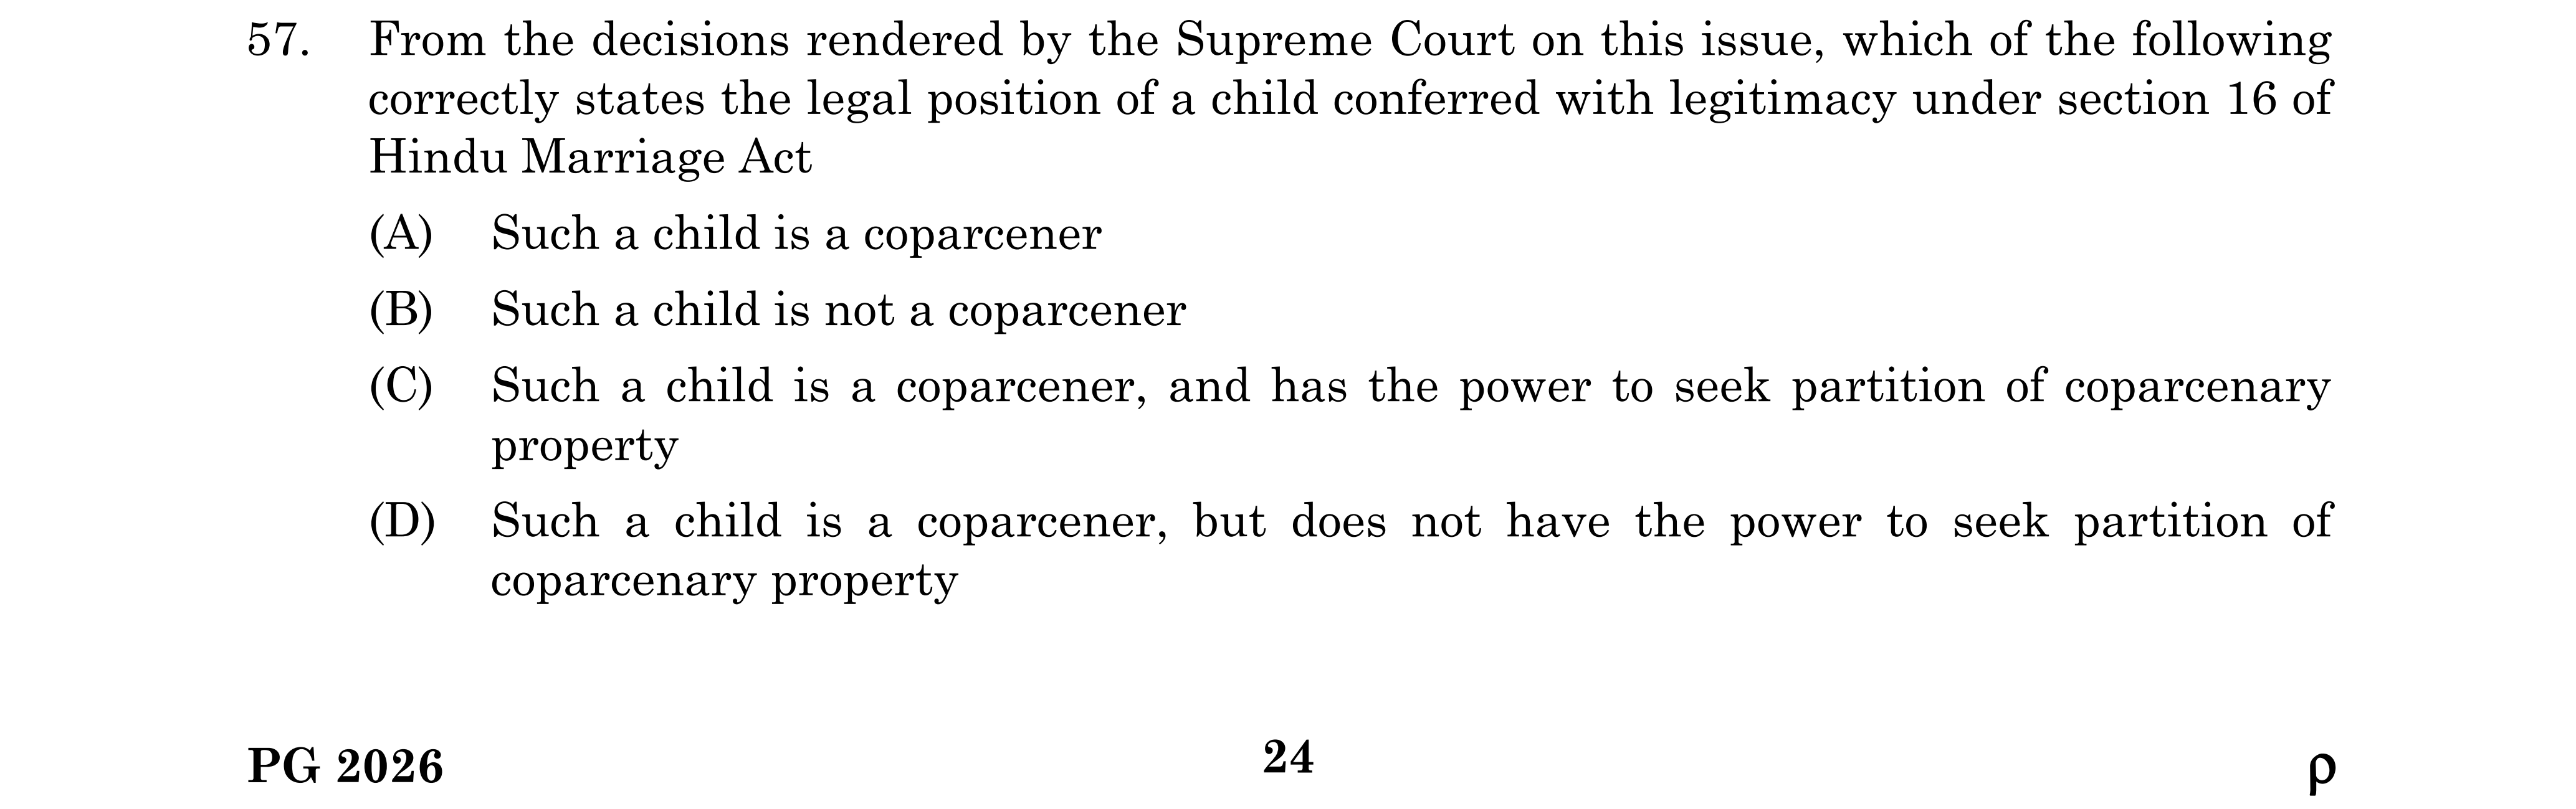 57. From the decisions rendered by the Supreme Court on this issue, which of the following
correctly states the legal position of a child conferred with legitimacy under section 16 of
Hindu Marriage Act
(A) Such a child is a coparcener
(B) Such a child is not a coparcener
(C) Such a child is a coparcener, and has the power to seek partition of coparcenary
property
(D) Such a child is a coparcener, but does not have the power to seek partition of
coparcenary property
PG 2026 24 ρ